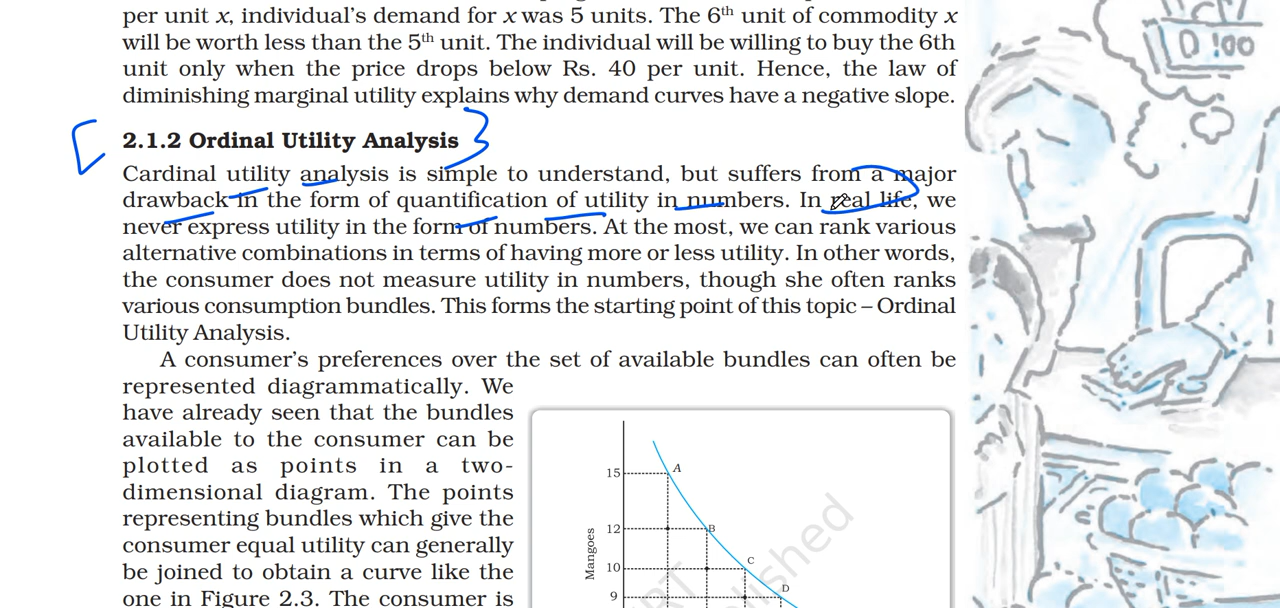 per unit x, individual's demand for x was 5 units. The 6th unit of commodity x
will be worth less than the 5th unit. The individual will be willing to buy the 6th
unit only when the price drops below Rs. 40 per unit. Hence, the law of
diminishing marginal utility explains why demand curves have a negative slope.
2.1.2 Ordinal Utility Analysis
Cardinal utility analysis is simple to understand, but suffers from a major
drawback in the form of quantification of utility in numbers. In real life, we
never express utility in the form of numbers. At the most, we can rank various
alternative combinations in terms of having more or less utility. In other words,
the consumer does not measure utility in numbers, though she often ranks
various consumption bundles. This forms the starting point of this topic – Ordinal
Utility Analysis.
A consumer's preferences over the set of available bundles can often be
represented diagrammatically. We
have already seen that the bundles
available to the consumer can be
plotted as points in a two-
dimensional diagram. The points
representing bundles which give the
consumer equal utility can generally
be joined to obtain a curve like the
one in Figure 2.3. The consumer is
15
A
12
B
Mangoes
10
C
9
D